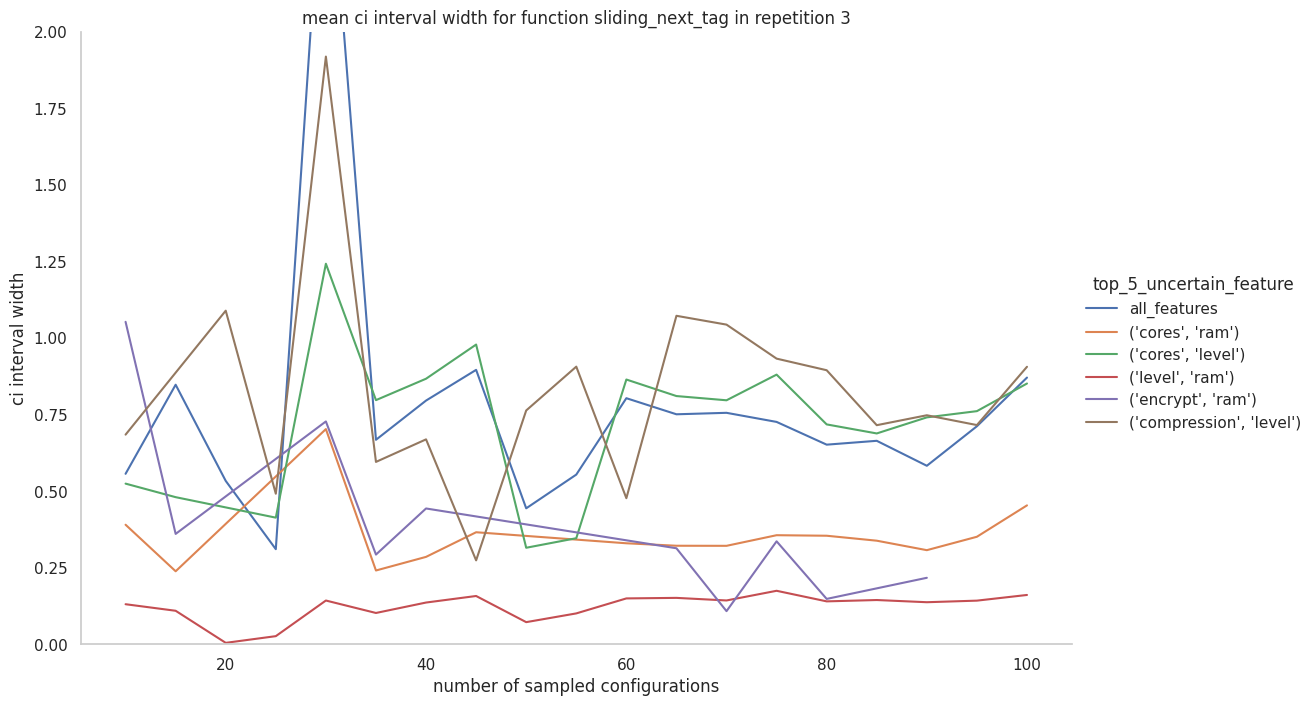 mean ci interval width for function sliding_next_tag in repetition 3
2.00
1.75
1.50
1.25
1.00
0.75
0.50
0.25
0.00
ci interval width
20 40 60 80 100
number of sampled configurations
top_5_uncertain_feature
all_features
('cores', 'ram')
('cores', 'level')
('level', 'ram')
('encrypt', 'ram')
('compression', 'level')